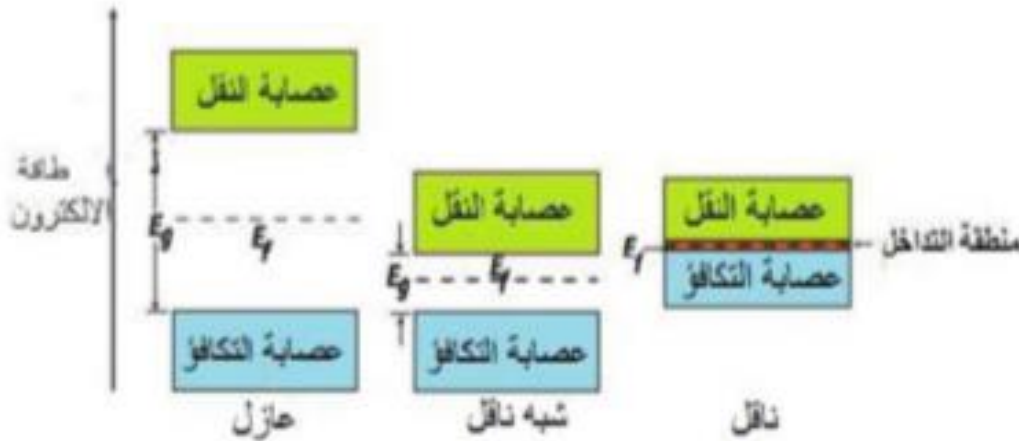 عصابة النقل
عصابة النقل
عصابة النقل
طاقة
الالكترون
Eg
Ef
Eg
Ef
Ef
منطقة التداخل
عصابة التكافؤ
عصابة التكافؤ
عصابة التكافؤ
عازل
شبه ناقل
ناقل